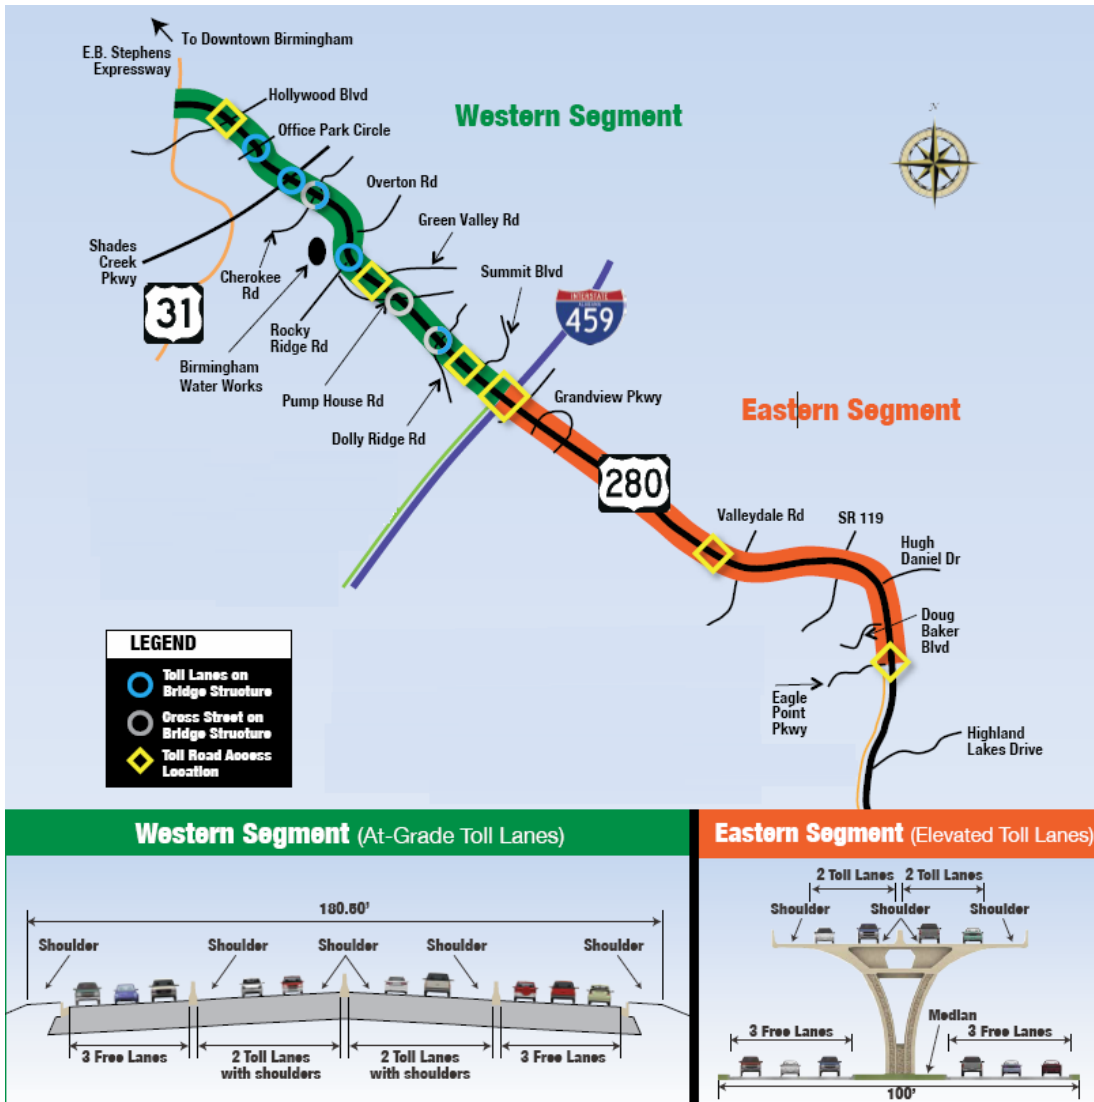 To Downtown Birmingham
E.B. Stephens
Expressway
Hollywood Blvd
Western Segment
N
Office Park Circle
Overton Rd
Green Valley Rd
Shades
Creek
Pkwy
Cherokee
Rd
Summit Blvd
INTERSTATE
459
31
Rocky
Ridge Rd
Birmingham
Water Works
Pump House Rd
Grandview Pkwy
Eastern Segment
Dolly Ridge Rd
280
Valleydale Rd
SR 119
Hugh
Daniel Dr
Doug
Baker
Blvd
Eagle
Point
Pkwy
Highland
Lakes Drive
LEGEND
Toll Lanes on
Bridge Structure
Cross Street on
Bridge Structure
Toll Road Access
Location
Western Segment (At-Grade Toll Lanes)
180.50'
Shoulder
Shoulder
Shoulder
Shoulder
Shoulder
3 Free Lanes
2 Toll Lanes
with shoulders
2 Toll Lanes
with shoulders
3 Free Lanes
Eastern Segment (Elevated Toll Lanes)
2 Toll Lanes
2 Toll Lanes
Shoulder
Shoulder
Shoulder
Median
3 Free Lanes
3 Free Lanes
100'